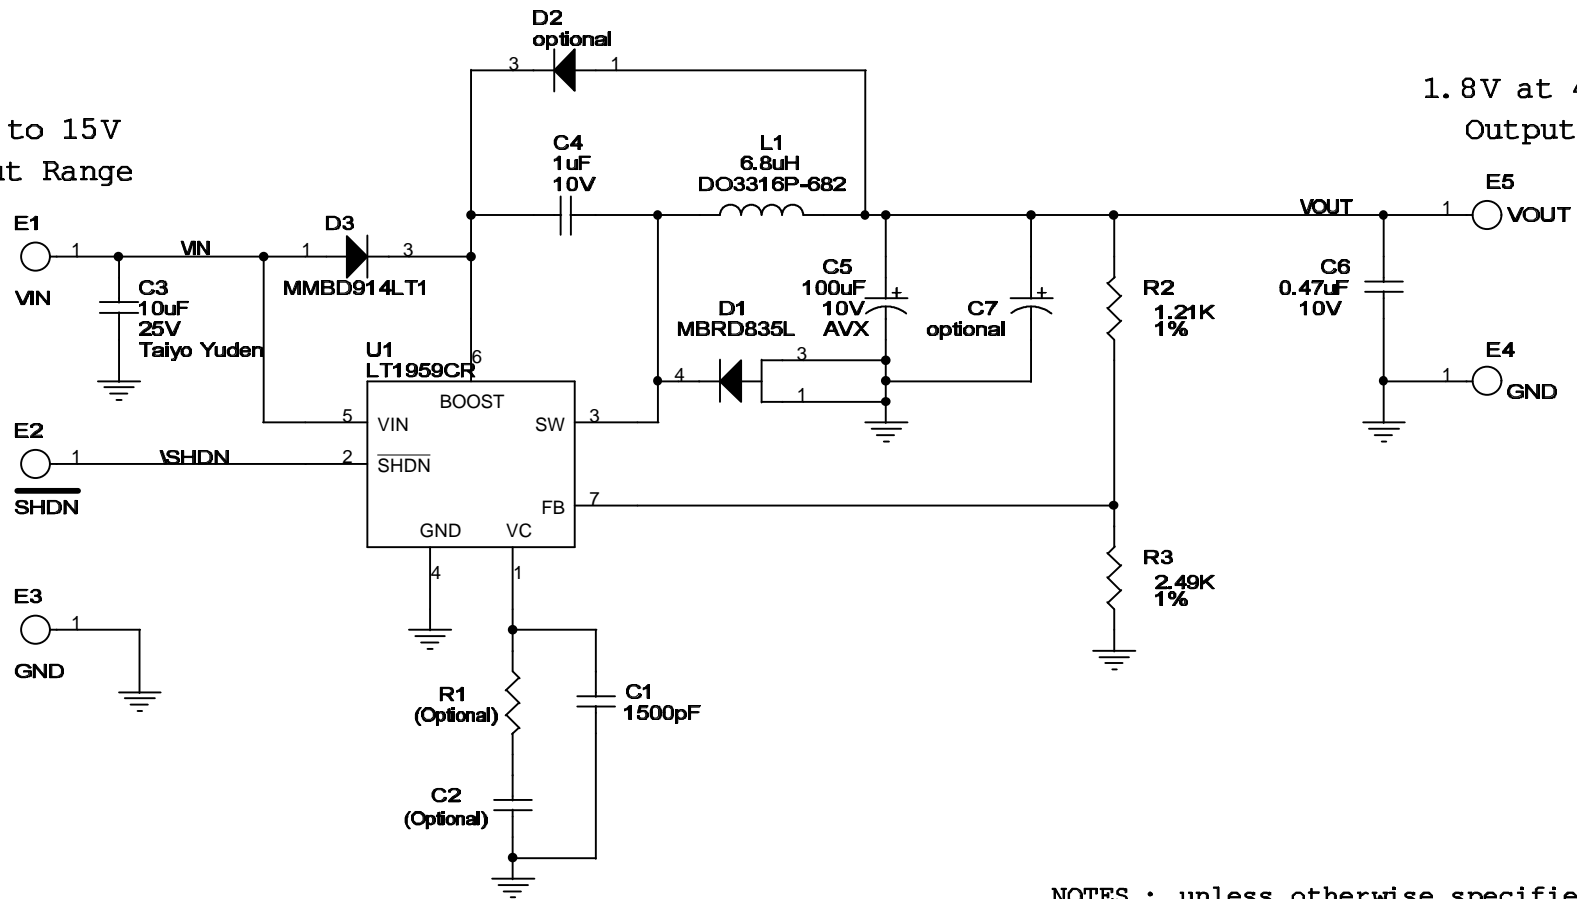 D2
optional
3
1
1.8V at
Output
to 15V
Range
C4
1uF
10V
L1
6.8uH
DO3316P-682
E5
1
VOUT
VOUT
E1
1
VIN
VIN
D3
1
3
MMBD914LT1
C3
10uF
25V
Taiyo Yuden
C5
100uF
10V
AVX
C7
optional
R2
1.21K
1%
C6
0.47uF
10V
D1
MBRD835L
3
4
1
E4
1
GND
U1
LT1959CR
6
BOOST
5
VIN
SW
3
E2
1
\SHDN
2
SHDN
SHDN
FB
7
GND
VC
4
1
R3
2.49K
1%
E3
1
GND
R1
(Optional)
C1
1500pF
C2
(Optional)
NOTES : unless otherwise